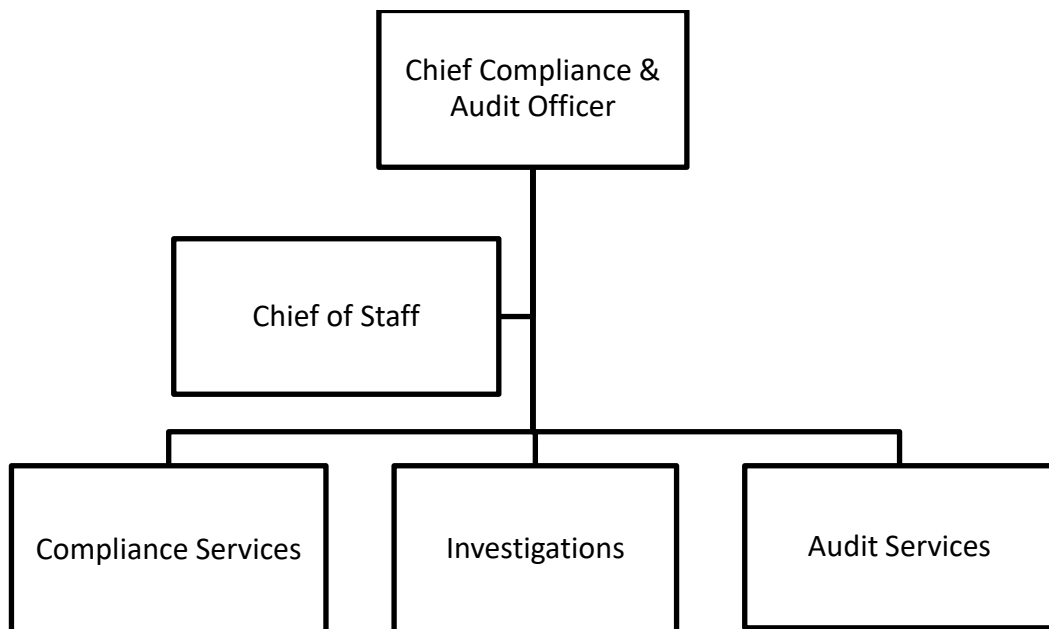 Chief Compliance &
Audit Officer
Chief of Staff
Compliance Services
Investigations
Audit Services